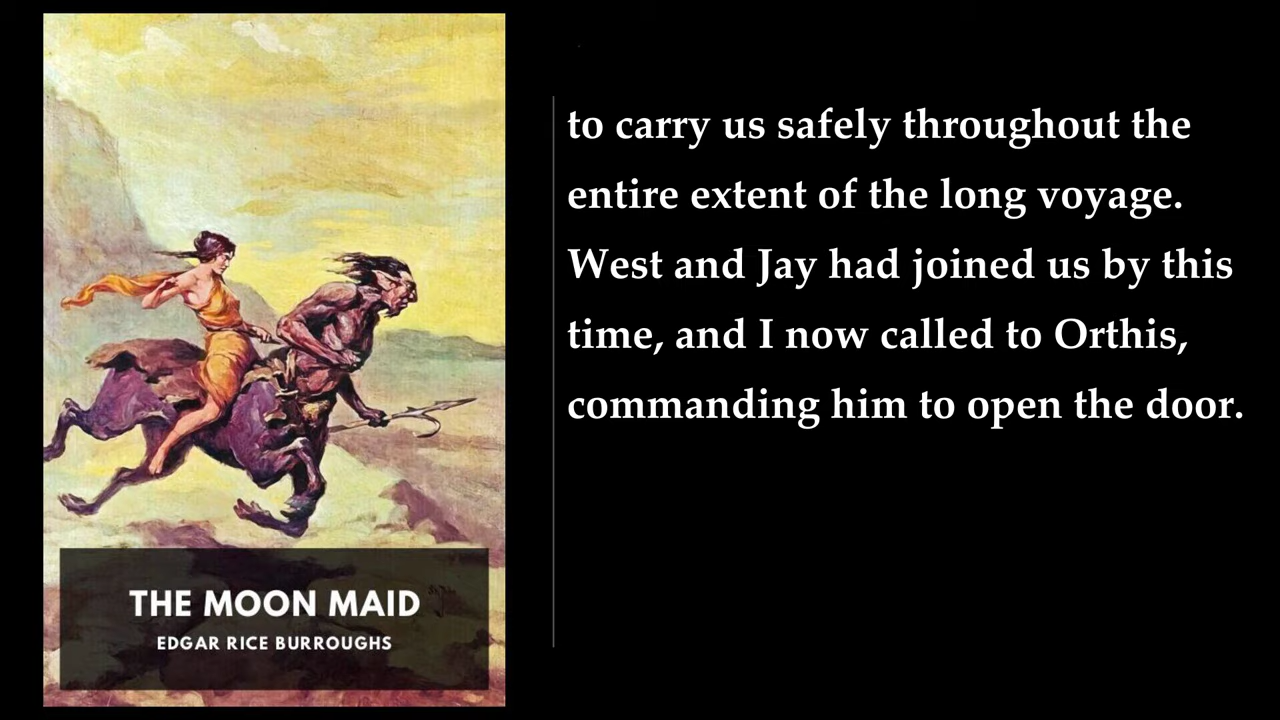 THE MOON MAID
EDGAR RICE BURROUGHS
to carry us safely throughout the
entire extent of the long voyage.
West and Jay had joined us by this
time, and I now called to Orthis,
commanding him to open the door.